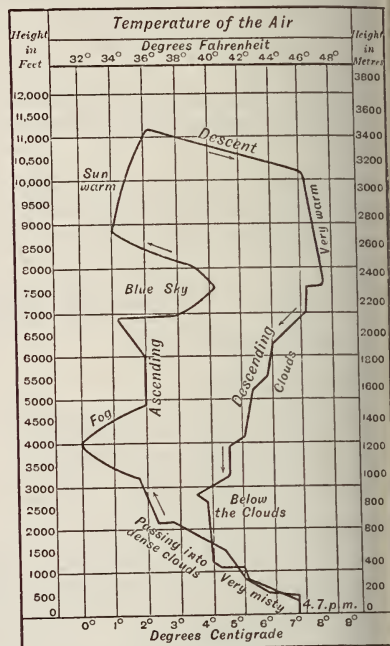 Temperature of the Air
Height in Feet
Degrees Fahrenheit
Height in Metres
32° 34° 36° 38° 40° 42° 44° 46° 48°
12,000
11,500
11,000
10,500
10000
9500
9000
8500
8000
7500
7000
6500
6000
5500
5000
4500
4000
3500
3000
2500
2000
1500
1000
500
0
3800
3600
3400
3200
3000
2800
2600
2400
2200
2000
1800
1600
1400
1200
1000
800
600
400
200
0
Descent
Sun warm
Very warm
Blue Sky
Ascending
Descending
Clouds
Fog
Below the Clouds
Passing into dense clouds
Very misty
4.7.p.m.
0° 1° 2° 3° 4° 5° 6° 7° 8° 9°
Degrees Centigrade